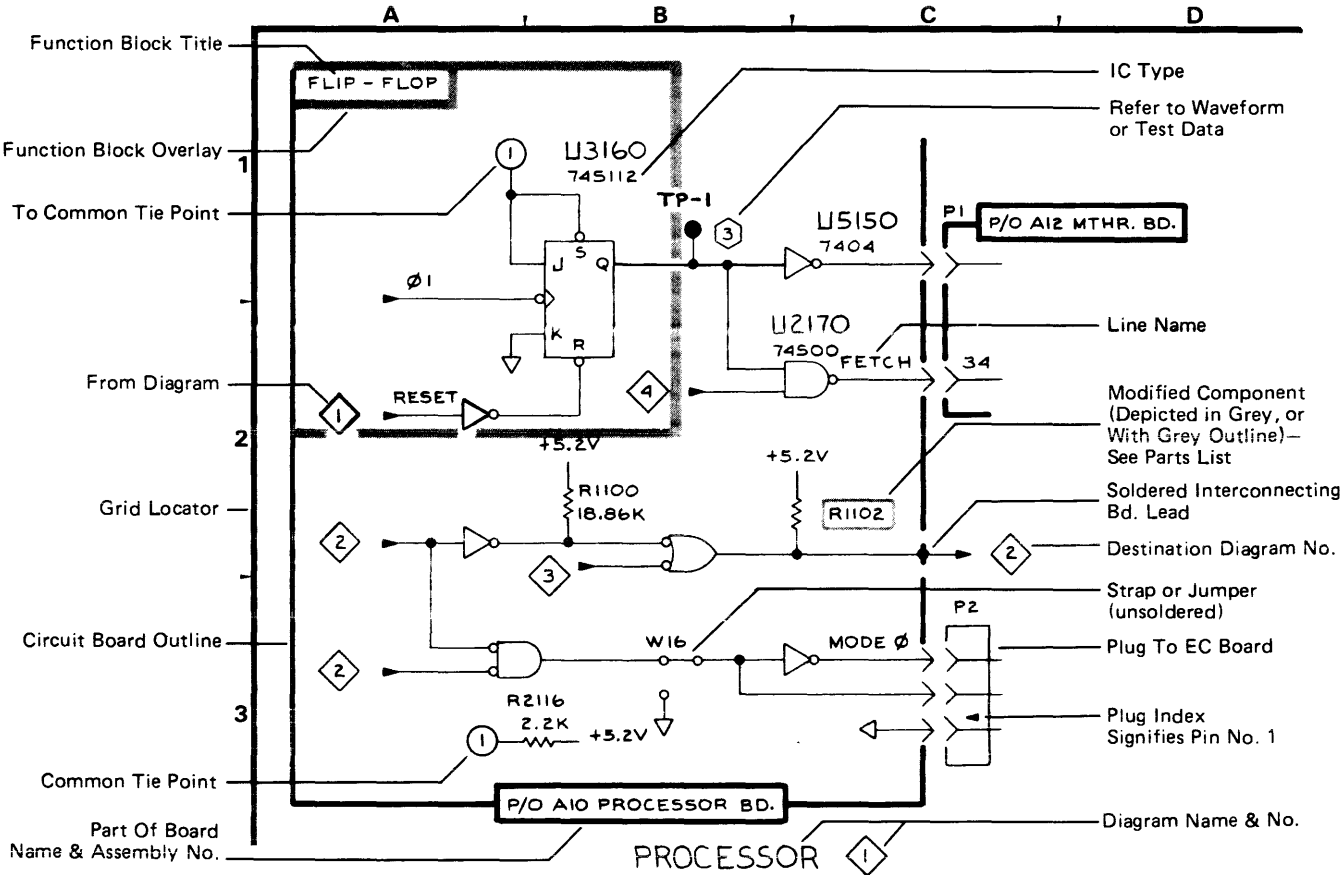 A B C D
Function Block Title
FLIP - FLOP
IC Type
Refer to Waveform
or Test Data
Function Block Overlay
1
1
U3160
74S112
TP-1
3
U5150
7404
P1
P/O A12 MTHR. BD.
To Common Tie Point
S
J Q
Ø1
K
R
U2170
74S00
FETCH
34
Line Name
From Diagram
1
RESET
4
Modified Component
(Depicted in Grey, or
With Grey Outline)—
See Parts List
2
+5.2V
+5.2V
R1100
18.86K
R1102
Grid Locator
Soldered Interconnecting
Bd. Lead
2
3
2
Destination Diagram No.
Strap or Jumper
(unsoldered)
P2
Circuit Board Outline
2
W16
MODE Ø
Plug To EC Board
3
R2116
2.2K
1
+5.2V
Plug Index
Signifies Pin No. 1
Common Tie Point
P/O A10 PROCESSOR BD.
Part Of Board
Name & Assembly No.
PROCESSOR
1
Diagram Name & No.